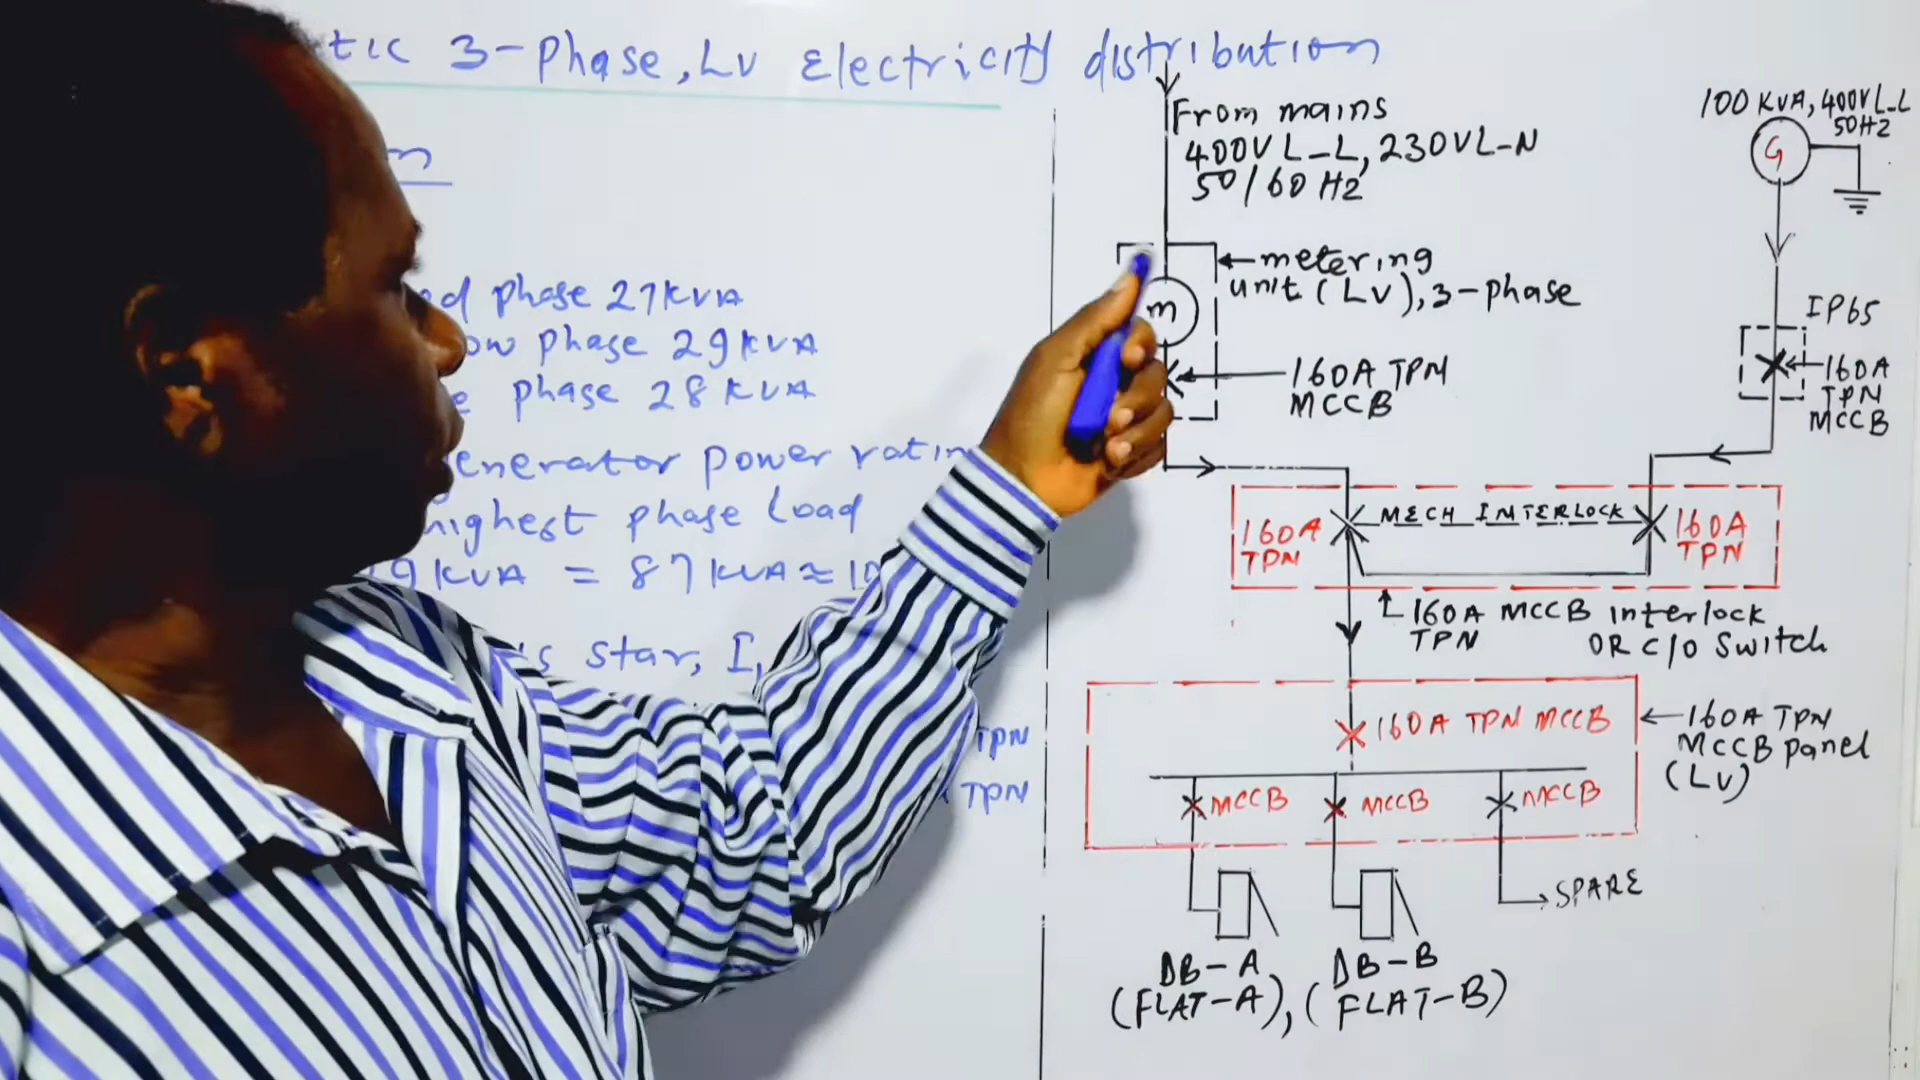 3-Phase, LV Electricity distribution
phase 27KVA
phase 29KVA
phase 28KVA
power rating
highest phase load
9KVA = 87KVA ≈
star, I,
TPN
TPN
From mains
400V L-L, 230V L-N
50/60 Hz
metering
unit (LV), 3-phase
m
160A TPN
MCCB
100 KVA, 400V L-L
50HZ
G
IP65
160A
TPN
MCCB
160A
TPN
MECH INTERLOCK
160A
TPN
160A MCCB interlock
TPN OR C/O Switch
160A TPN MCCB
160A TPN
MCCB panel
(LV)
MCCB MCCB MCCB
SPARE
DB-A DB-B
(FLAT-A), (FLAT-B)